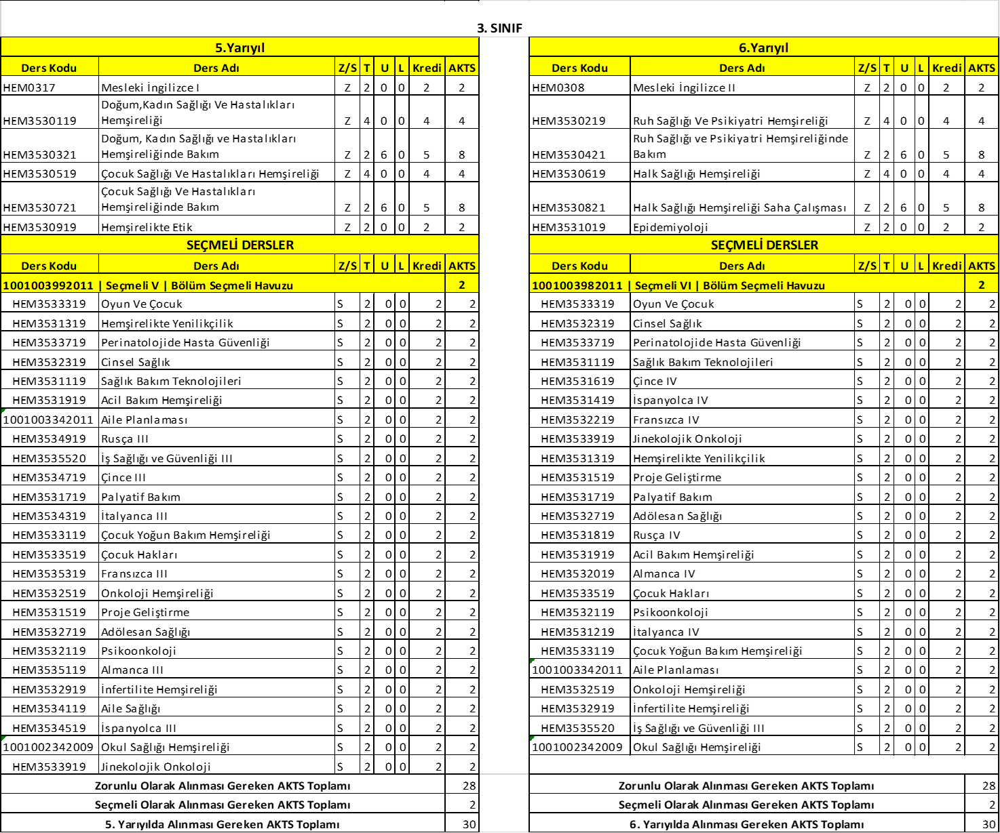 3. SINIF
5.Yarıyıl
Ders Kodu Ders Adı Z/S T U L Kredi AKTS
HEM0317 Mesleki İngilizce I Z 2 0 0 2 2
Doğum,Kadın Sağlığı Ve Hastalıkları
HEM3530119 Hemşireliği Z 4 0 0 4 4
Doğum, Kadın Sağlığı ve Hastalıkları
HEM3530321 Hemşireliğinde Bakım Z 2 6 0 5 8
HEM3530519 Çocuk Sağlığı Ve Hastalıkları Hemşireliği Z 4 0 0 4 4
Çocuk Sağlığı Ve Hastalıkları
HEM3530721 Hemşireliğinde Bakım Z 2 6 0 5 8
HEM3530919 Hemşirelikte Etik Z 2 0 0 2 2
SEÇMELİ DERSLER
Ders Kodu Ders Adı Z/S T U L Kredi AKTS
1001003992011 | Seçmeli V | Bölüm Seçmeli Havuzu 2
HEM3533319 Oyun Ve Çocuk S 2 0 0 2 2
HEM3531319 Hemşirelikte Yenilikçilik S 2 0 0 2 2
HEM3533719 Perinatolojide Hasta Güvenliği S 2 0 0 2 2
HEM3532319 Cinsel Sağlık S 2 0 0 2 2
HEM3531119 Sağlık Bakım Teknolojileri S 2 0 0 2 2
HEM3531919 Acil Bakım Hemşireliği S 2 0 0 2 2
1001003342011 Aile Planlaması S 2 0 0 2 2
HEM3534919 Rusça III S 2 0 0 2 2
HEM3535520 İş Sağlığı ve Güvenliği III S 2 0 0 2 2
HEM3534719 Çince III S 2 0 0 2 2
HEM3531719 Palyatif Bakım S 2 0 0 2 2
HEM3534319 İtalyanca III S 2 0 0 2 2
HEM3533119 Çocuk Yoğun Bakım Hemşireliği S 2 0 0 2 2
HEM3533519 Çocuk Hakları S 2 0 0 2 2
HEM3535319 Fransızca III S 2 0 0 2 2
HEM3532519 Onkoloji Hemşireliği S 2 0 0 2 2
HEM3531519 Proje Geliştirme S 2 0 0 2 2
HEM3532719 Adölesan Sağlığı S 2 0 0 2 2
HEM3532119 Psikoonkoloji S 2 0 0 2 2
HEM3535119 Almanca III S 2 0 0 2 2
HEM3532919 İnfertilite Hemşireliği S 2 0 0 2 2
HEM3534119 Aile Sağlığı S 2 0 0 2 2
HEM3534519 İspanyolca III S 2 0 0 2 2
1001002342009 Okul Sağlığı Hemşireliği S 2 0 0 2 2
HEM3533919 Jinekolojik Onkoloji S 2 0 0 2 2
Zorunlu Olarak Alınması Gereken AKTS Toplamı 28
Seçmeli Olarak Alınması Gereken AKTS Toplamı 2
5. Yarıyılda Alınması Gereken AKTS Toplamı 30
6.Yarıyıl
Ders Kodu Ders Adı Z/S T U L Kredi AKTS
HEM0308 Mesleki İngilizce II Z 2 0 0 2 2
HEM3530219 Ruh Sağlığı Ve Psikiyatri Hemşireliği Z 4 0 0 4 4
Ruh Sağlığı ve Psikiyatri Hemşireliğinde
HEM3530421 Bakım Z 2 6 0 5 8
HEM3530619 Halk Sağlığı Hemşireliği Z 4 0 0 4 4
HEM3530821 Halk Sağlığı Hemşireliği Saha Çalışması Z 2 6 0 5 8
HEM3531019 Epidemiyoloji Z 2 0 0 2 2
SEÇMELİ DERSLER
Ders Kodu Ders Adı Z/S T U L Kredi AKTS
1001003982011 | Seçmeli VI | Bölüm Seçmeli Havuzu 2
HEM3533319 Oyun Ve Çocuk S 2 0 0 2 2
HEM3532319 Cinsel Sağlık S 2 0 0 2 2
HEM3533719 Perinatolojide Hasta Güvenliği S 2 0 0 2 2
HEM3531119 Sağlık Bakım Teknolojileri S 2 0 0 2 2
HEM3531619 Çince IV S 2 0 0 2 2
HEM3531419 İspanyolca IV S 2 0 0 2 2
HEM3532219 Fransızca IV S 2 0 0 2 2
HEM3533919 Jinekolojik Onkoloji S 2 0 0 2 2
HEM3531319 Hemşirelikte Yenilikçilik S 2 0 0 2 2
HEM3531519 Proje Geliştirme S 2 0 0 2 2
HEM3531719 Palyatif Bakım S 2 0 0 2 2
HEM3532719 Adölesan Sağlığı S 2 0 0 2 2
HEM3531819 Rusça IV S 2 0 0 2 2
HEM3531919 Acil Bakım Hemşireliği S 2 0 0 2 2
HEM3532019 Almanca IV S 2 0 0 2 2
HEM3533519 Çocuk Hakları S 2 0 0 2 2
HEM3532119 Psikoonkoloji S 2 0 0 2 2
HEM3531219 İtalyanca IV S 2 0 0 2 2
HEM3533119 Çocuk Yoğun Bakım Hemşireliği S 2 0 0 2 2
1001003342011 Aile Planlaması S 2 0 0 2 2
HEM3532519 Onkoloji Hemşireliği S 2 0 0 2 2
HEM3532919 İnfertilite Hemşireliği S 2 0 0 2 2
HEM3535520 İş Sağlığı ve Güvenliği III S 2 0 0 2 2
1001002342009 Okul Sağlığı Hemşireliği S 2 0 0 2 2
Zorunlu Olarak Alınması Gereken AKTS Toplamı 28
Seçmeli Olarak Alınması Gereken AKTS Toplamı 2
6. Yarıyılda Alınması Gereken AKTS Toplamı 30